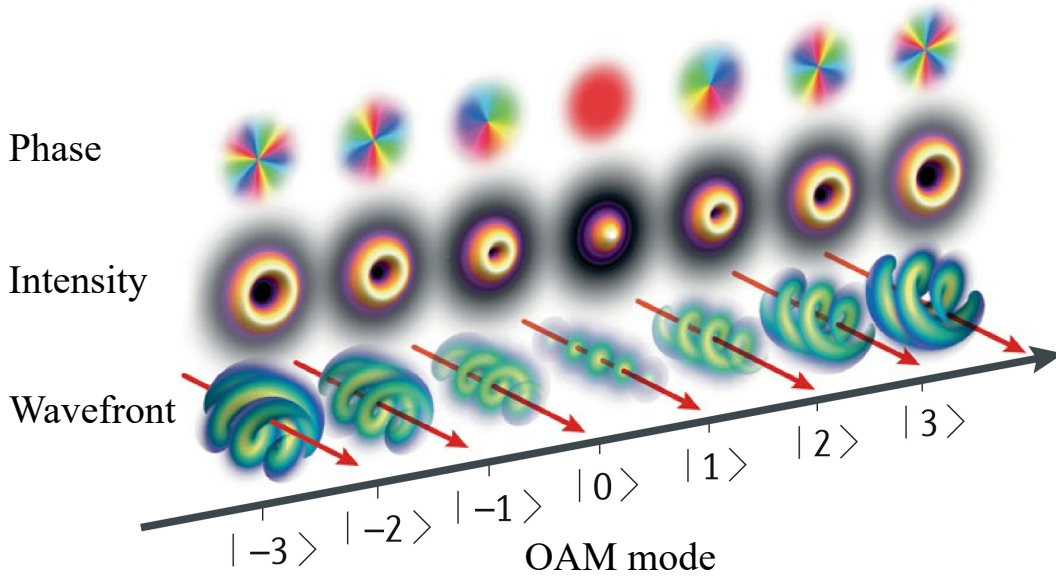 Phase
Intensity
Wavefront
|−3⟩
|−2⟩
|−1⟩
|0⟩
|1⟩
|2⟩
|3⟩
OAM mode